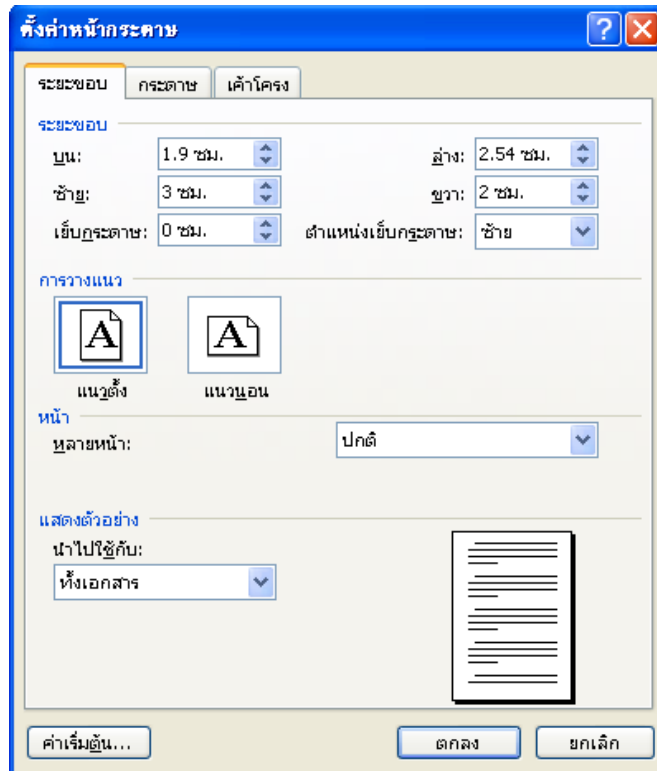 ตั้งค่าหน้ากระดาษ
ระยะขอบ กระดาษ เค้าโครง
ระยะขอบ
บน: 1.9 ซม. ล่าง: 2.54 ซม.
ซ้าย: 3 ซม. ขวา: 2 ซม.
เย็บกระดาษ: 0 ซม. ตำแหน่งเย็บกระดาษ: ซ้าย
การวางแนว
A A
แนวตั้ง แนวนอน
หน้า
หลายหน้า: ปกติ
แสดงตัวอย่าง
นำไปใช้กับ:
ทั้งเอกสาร
ค่าเริ่มต้น... ตกลง ยกเลิก